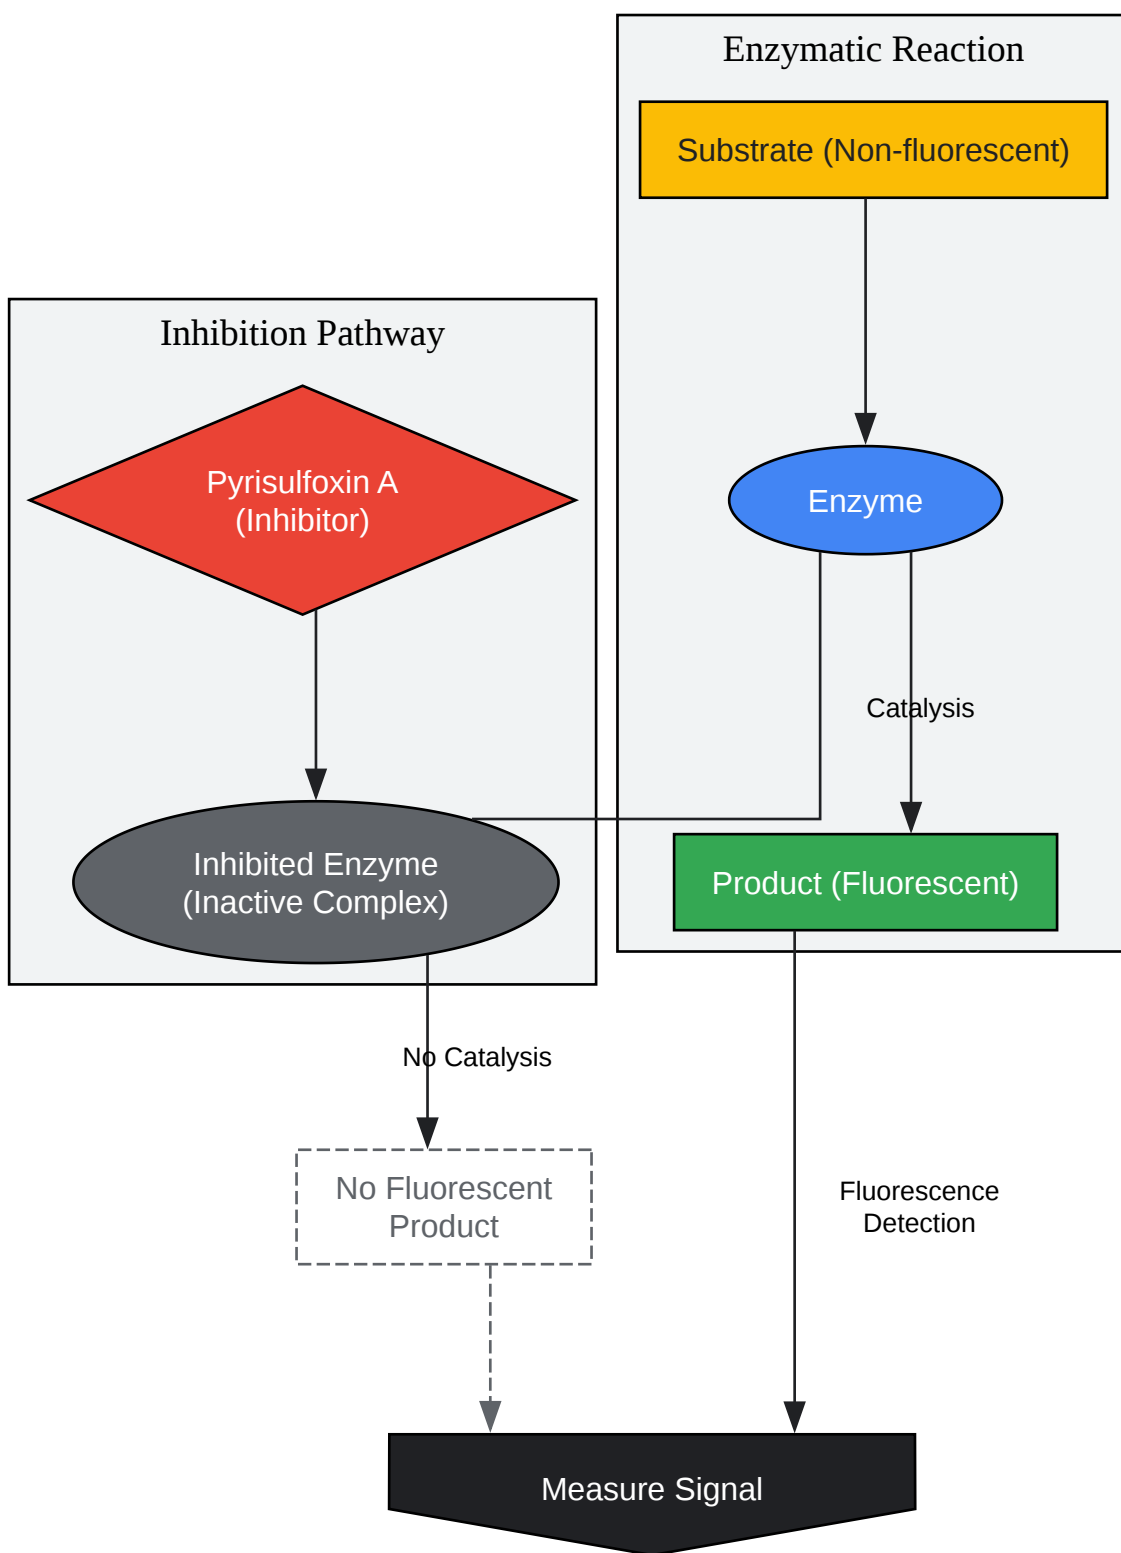 Enzymatic Reaction
Substrate (Non-fluorescent)
Inhibition Pathway
Pyrisulfoxin A
(Inhibitor)
Enzyme
Catalysis
Inhibited Enzyme
(Inactive Complex)
Product (Fluorescent)
No Catalysis
No Fluorescent
Product
Fluorescence
Detection
Measure Signal